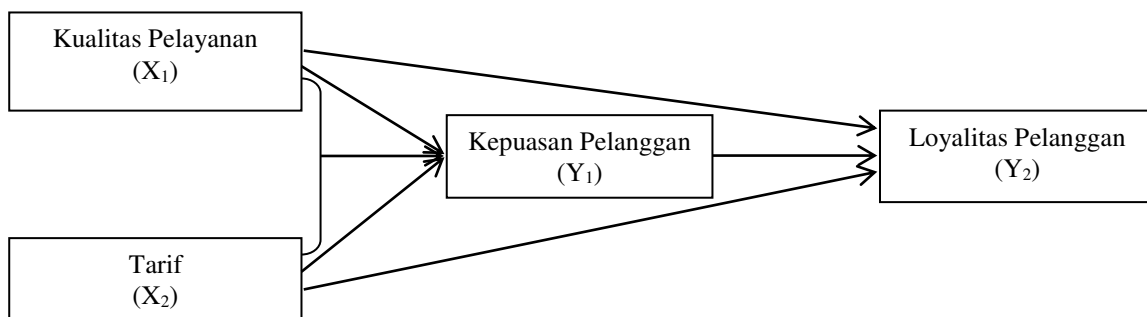 Kualitas Pelayanan
(X₁)
Kepuasan Pelanggan
(Y₁)
Loyalitas Pelanggan
(Y₂)
Tarif
(X₂)